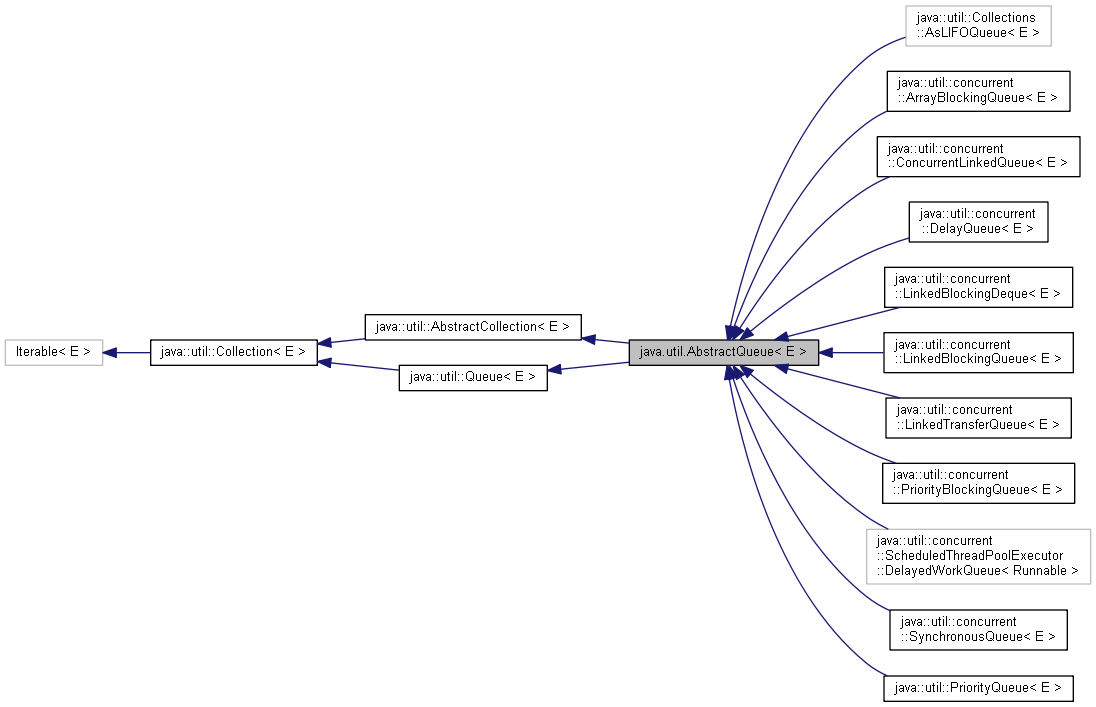 java::util::Collections
::AsLIFOQueue< E >
java::util::concurrent
::ArrayBlockingQueue< E >
java::util::concurrent
::ConcurrentLinkedQueue< E >
java::util::concurrent
::DelayQueue< E >
java::util::concurrent
::LinkedBlockingDeque< E >
java::util::AbstractCollection< E >
Iterable< E >
java::util::Collection< E >
java.util.AbstractQueue< E >
java::util::concurrent
::LinkedBlockingQueue< E >
java::util::Queue< E >
java::util::concurrent
::LinkedTransferQueue< E >
java::util::concurrent
::PriorityBlockingQueue< E >
java::util::concurrent
::ScheduledThreadPoolExecutor
::DelayedWorkQueue< Runnable >
java::util::concurrent
::SynchronousQueue< E >
java::util::PriorityQueue< E >